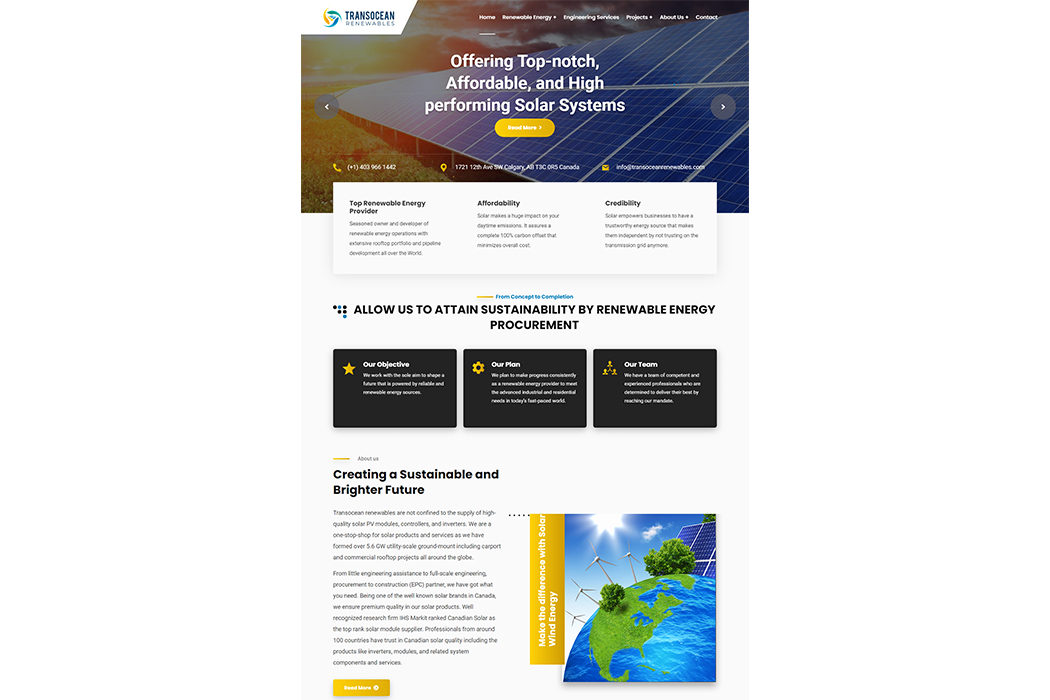 TRANSOCEAN
RENEWABLES
Home Renewable Energy + Engineering Services Projects + About Us + Contact
Offering Top-notch,
Affordable, and High
performing Solar Systems
Read More
(+1) 403 966 1442
1721 12th Ave SW Calgary, AB T3C 0R5 Canada
info@transoceanrenewables.com
Top Renewable Energy
Provider
Seasoned owner and developer of
renewable energy operations with
extensive rooftop portfolio and pipeline
development all over the World.
Affordability
Solar makes a huge impact on your
daytime emissions. It assures a
complete 100% carbon offset that
minimizes overall cost.
Credibility
Solar empowers businesses to have a
trustworthy energy source that makes
them independent by not trusting on the
transmission grid anymore.
From Concept to Completion
ALLOW US TO ATTAIN SUSTAINABILITY BY RENEWABLE ENERGY
PROCUREMENT
Our Objective
We work with the sole aim to shape a
future that is powered by reliable and
renewable energy sources.
Our Plan
We plan to make progress consistently
as a renewable energy provider to meet
the advanced industrial and residential
needs in today's fast-paced world.
Our Team
We have a team of competent and
experienced professionals who are
determined to deliver their best by
reaching our mandate.
About us
Creating a Sustainable and
Brighter Future
Transocean renewables are not confined to the supply of high-
quality solar PV modules, controllers, and inverters. We are a
one-stop-shop for solar products and services as we have
formed over 5.6 GW utility-scale ground-mount including carport
and commercial rooftop projects all around the globe.
From little engineering assistance to full-scale engineering,
procurement to construction (EPC) partner, we have got what
you need. Being one of the well known solar brands in Canada,
we ensure premium quality in our solar products. Well
recognized research firm IHS Markit ranked Canadian Solar as
the top rank solar module supplier. Professionals from around
100 countries have trust in Canadian solar quality including the
products like inverters, modules, and related system
components and services.
Read More
Make the difference with Solar
Wind Energy